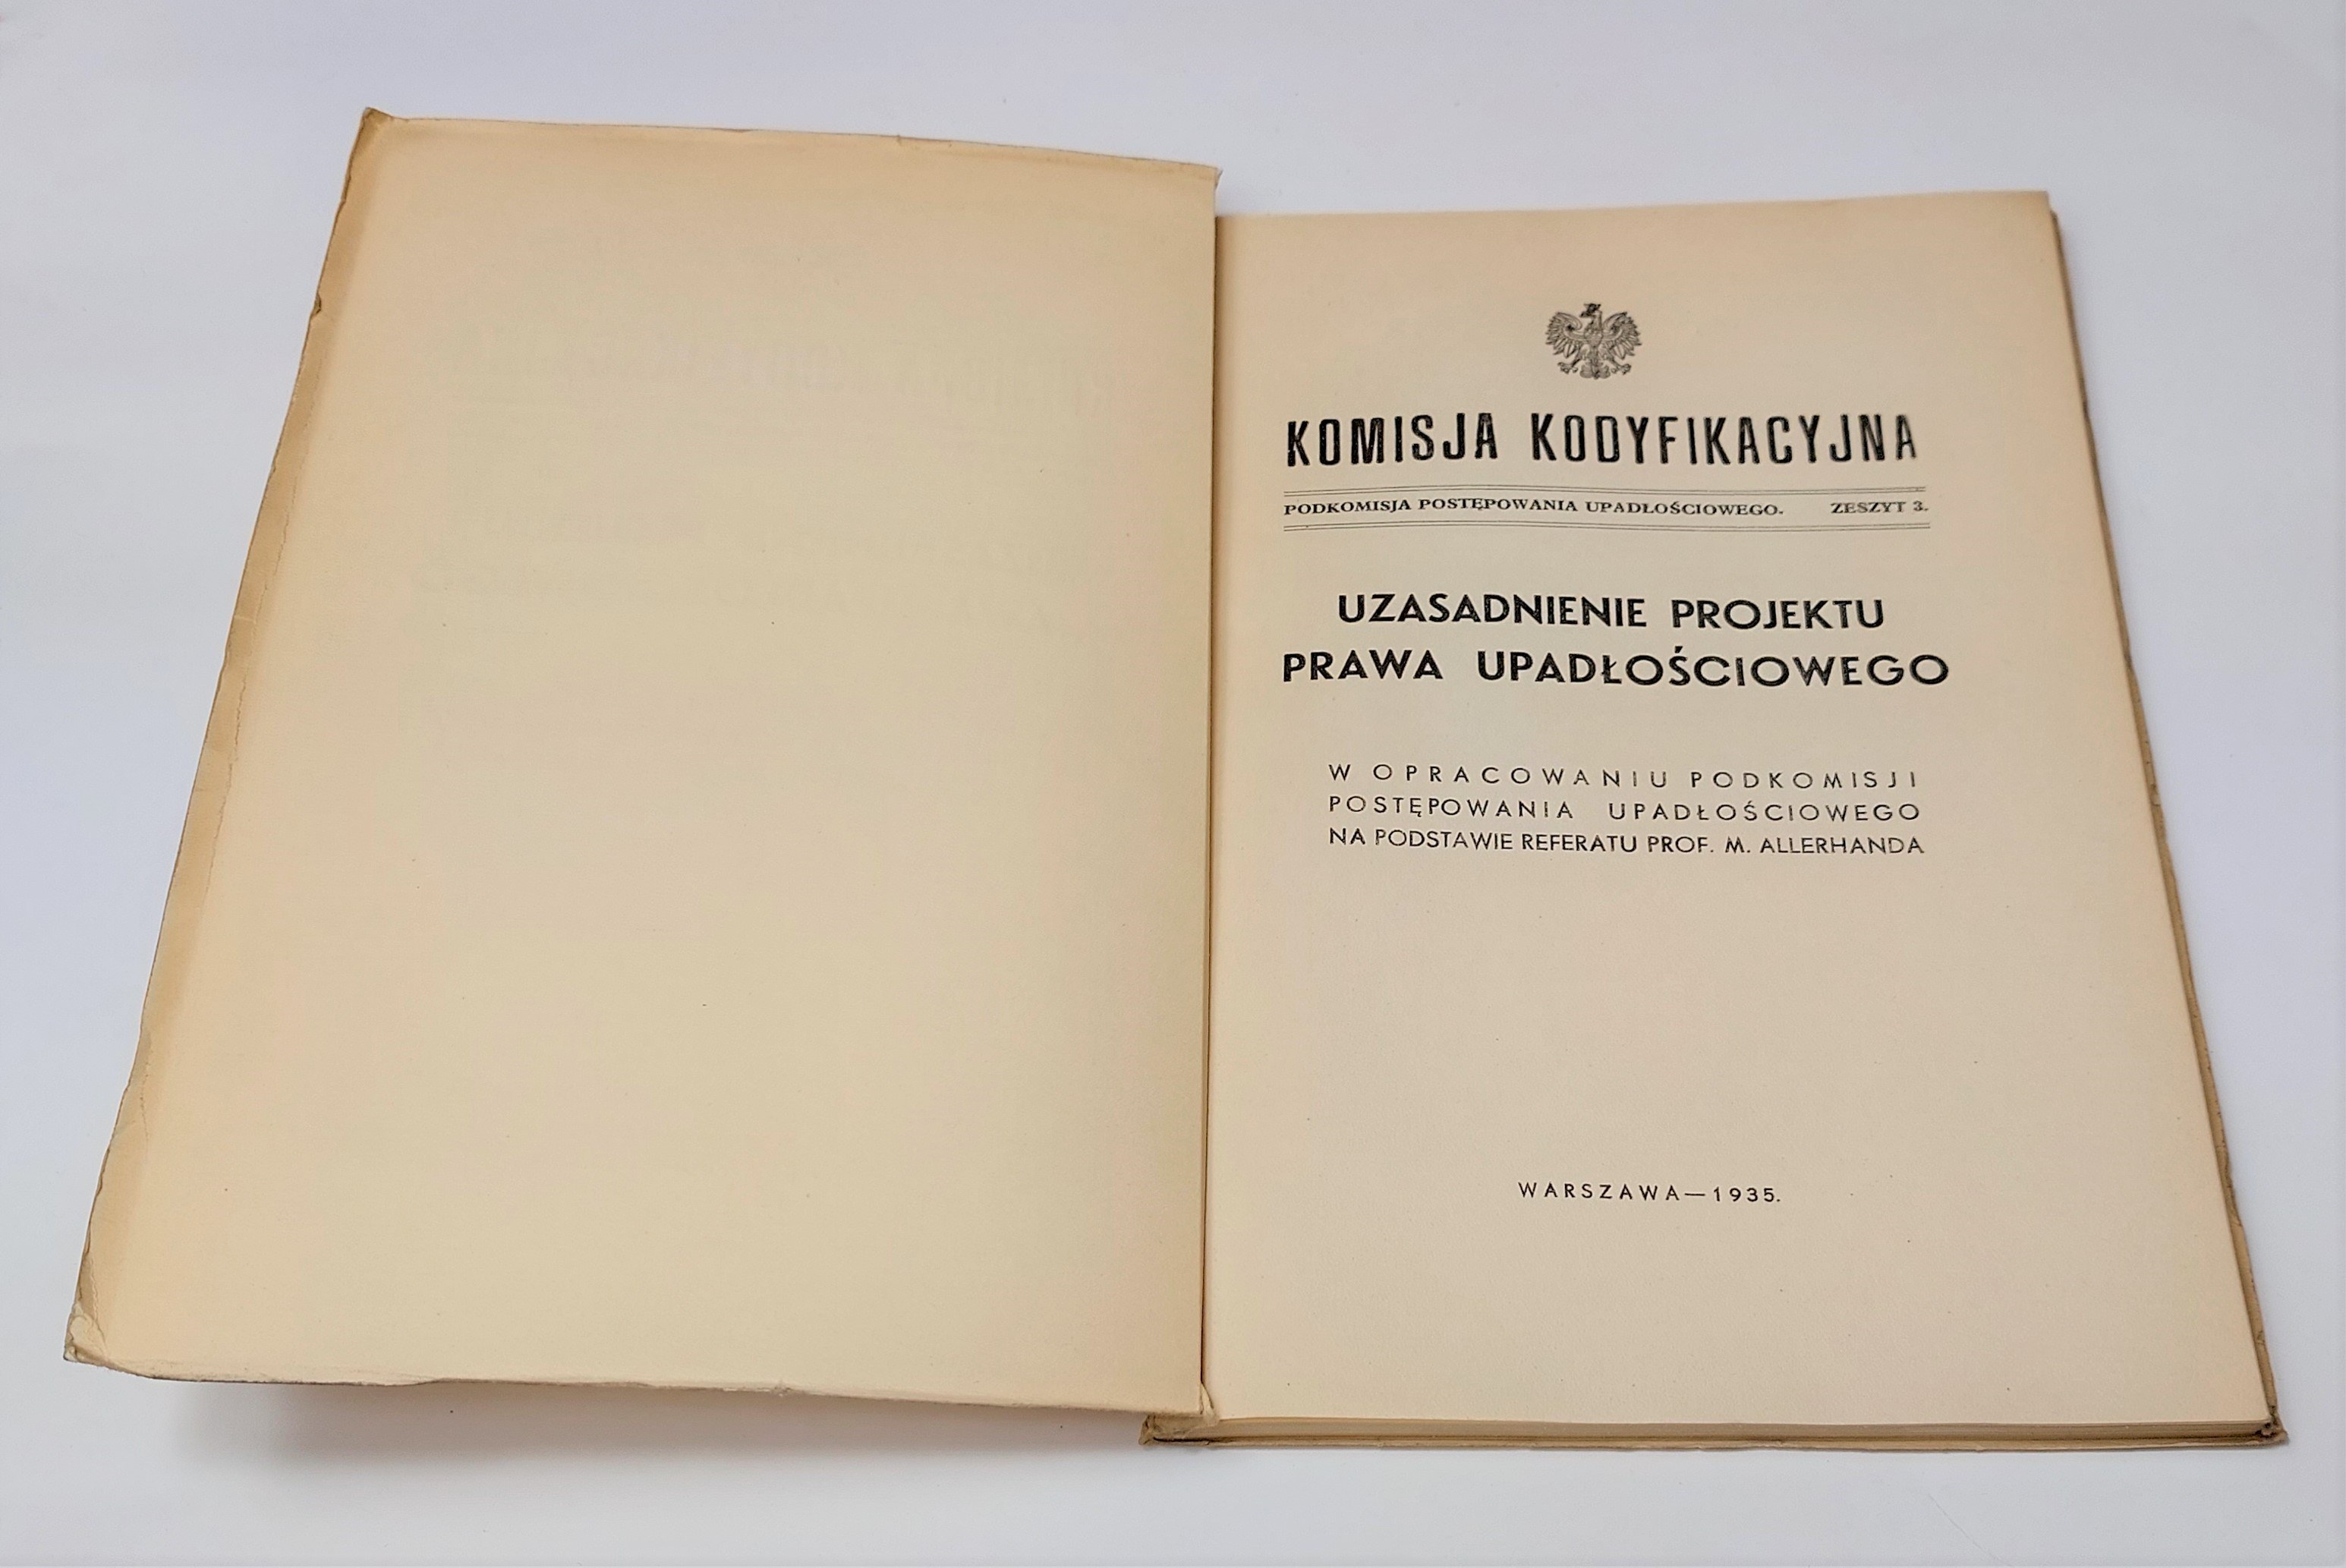 KOMISJA KODYFIKACYJNA
PODKOMISJA POSTĘPOWANIA UPADŁOŚCIOWEGO. ZESZYT 3.
UZASADNIENIE PROJEKTU
PRAWA UPADŁOŚCIOWEGO
W OPRACOWANIU PODKOMISJI
POSTĘPOWANIA UPADŁOŚCIOWEGO
NA PODSTAWIE REFERATU PROF. M. ALLERHANDA
WARSZAWA—1935.